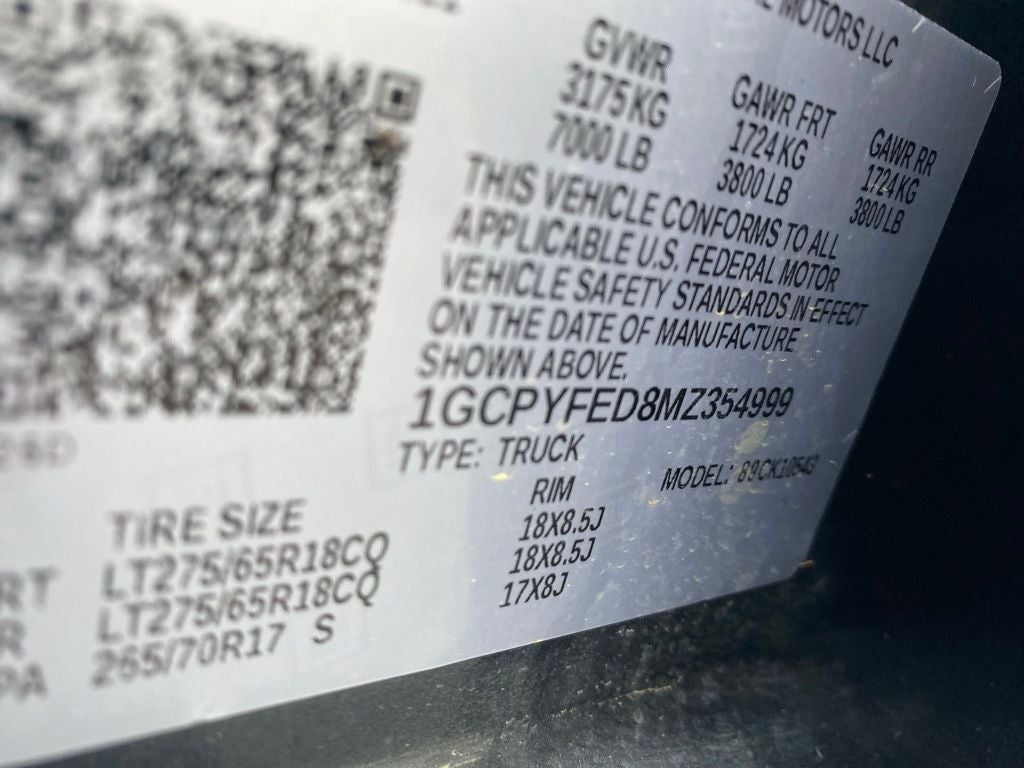 MOTORS LLC
GVWR GAWR FRT GAWR RR
3175 KG 1724 KG 1724 KG
7000 LB 3800 LB 3800 LB
THIS VEHICLE CONFORMS TO ALL
APPLICABLE U.S. FEDERAL MOTOR
VEHICLE SAFETY STANDARDS IN EFFECT
ON THE DATE OF MANUFACTURE
SHOWN ABOVE.
1GCPYFED8MZ354999
TYPE: TRUCK MODEL: 89CK10543
TIRE SIZE RIM
RT LT275/65R18CQ 18X8.5J
R LT275/65R18CQ 18X8.5J
PA 265/70R17 S 17X8J